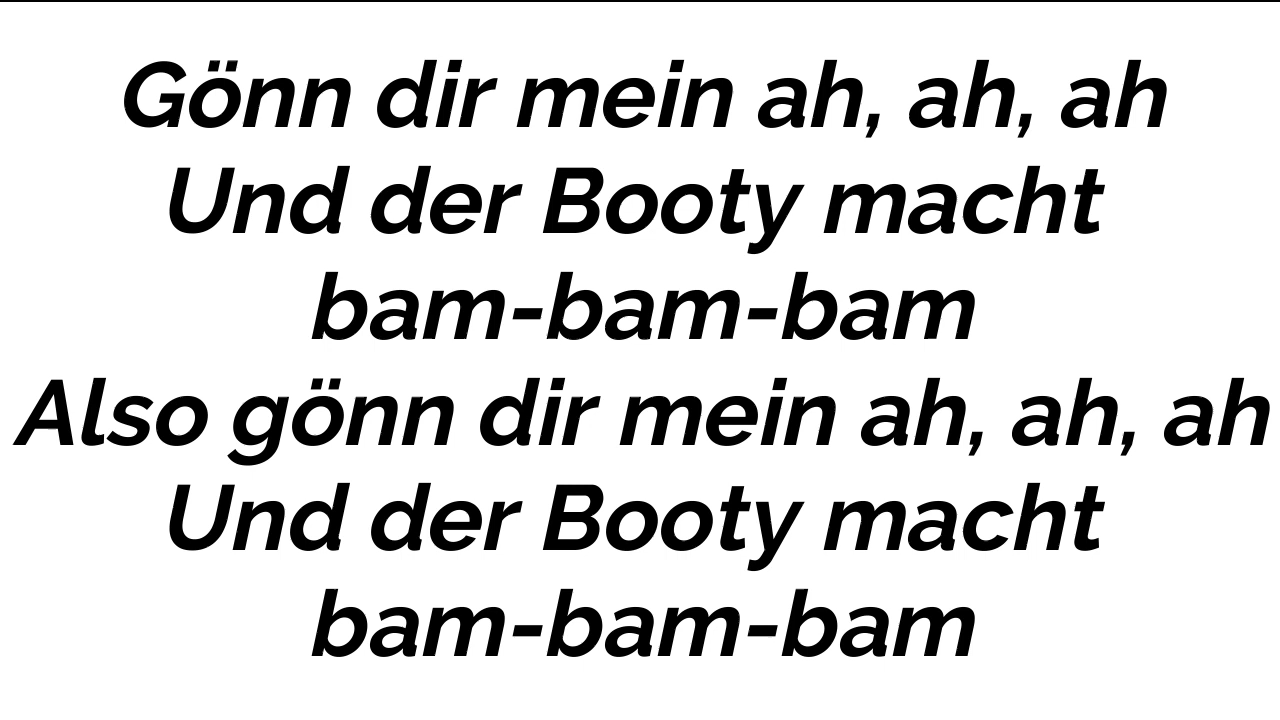 Gönn dir mein ah, ah, ah
Und der Booty macht
bam-bam-bam
Also gönn dir mein ah, ah, ah
Und der Booty macht
bam-bam-bam